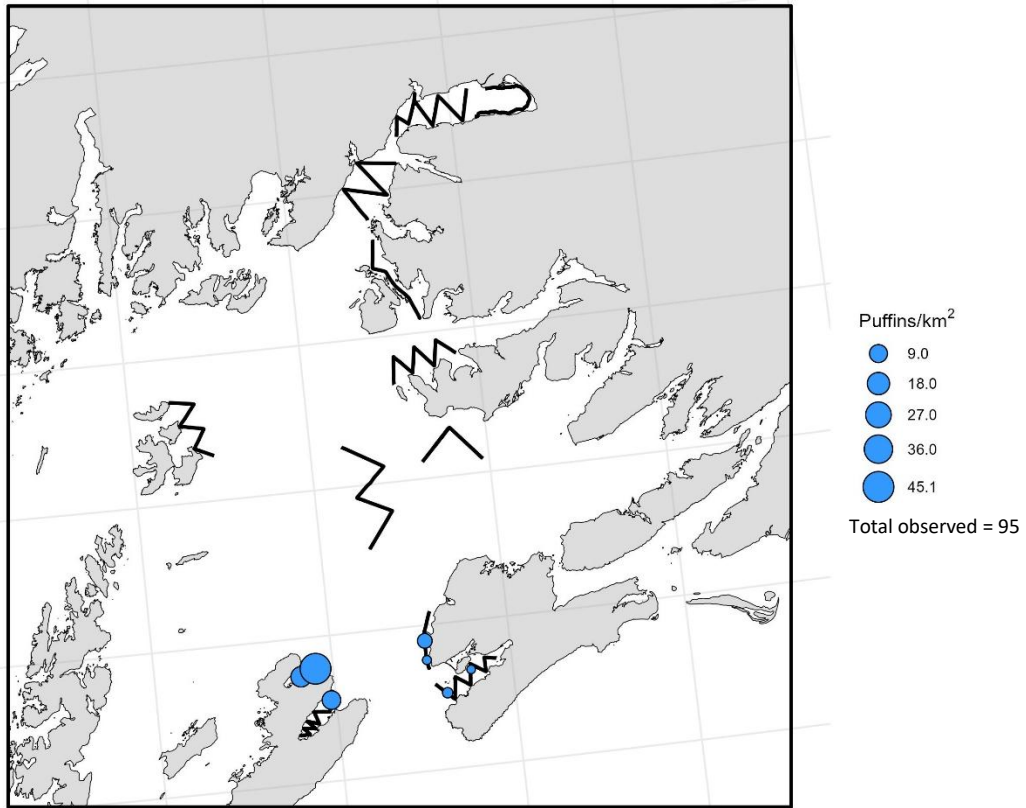 Puffins/km²
9.0
18.0
27.0
36.0
45.1
Total observed = 95